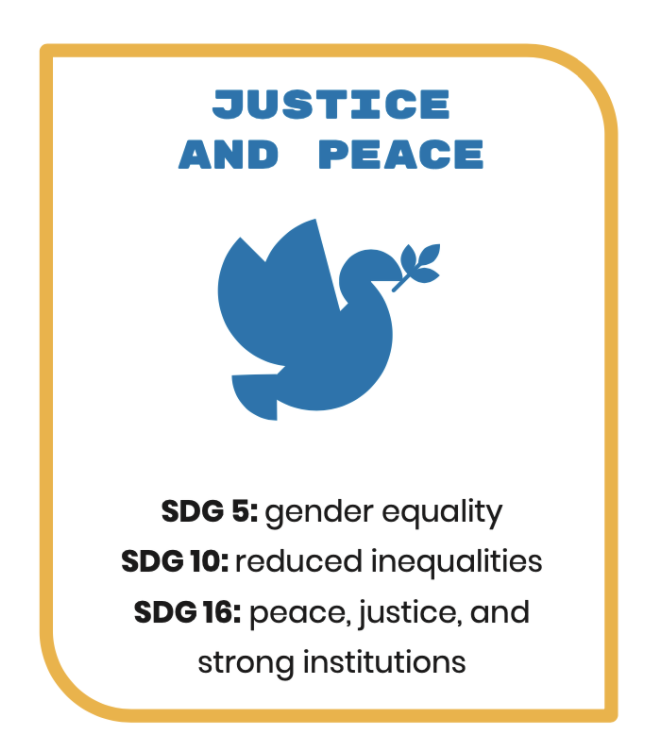 JUSTICE
AND PEACE
SDG 5: gender equality
SDG 10: reduced inequalities
SDG 16: peace, justice, and
strong institutions